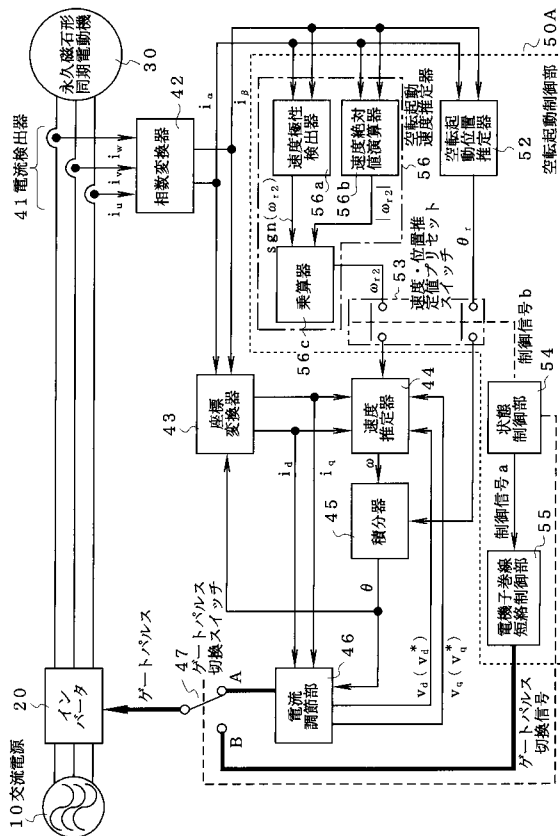 10 交流電源
20
インバータ
ゲートパルス
47
ゲートパルス
切換スイッチ
A
B
41 電流検出器
iu
iv
iw
永久磁石形
同期電動機
30
42
相数変換器
iα
iβ
43
座標
変換器
id
iq
44
速度
推定器
ω
45
積分器
θ
46
電流
調節部
vd(vd*)
vq(vq*)
速度極性
検出器
56a
速度絶対
値演算器
56b
sgn(ωr2)
|ωr2|
乗算器
56c
ωr2
空転起動
速度推定器
56
空転起
動位置
推定器
52
θr
速度・位置推
定値プリセット
スイッチ
53
50A
空転起動制御部
制御信号b
状態
制御部
54
制御信号a
電機子巻線
短絡制御部
55
ゲートパルス
切換信号